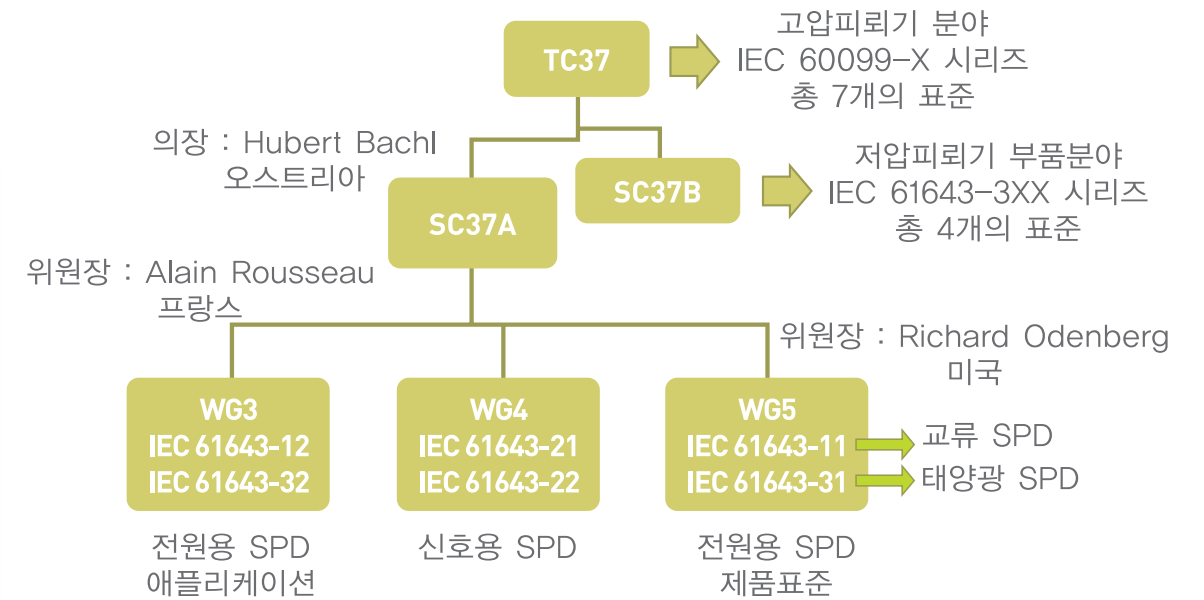 TC37
고압피뢰기 분야
IEC 60099-X 시리즈
총 7개의 표준
의장 : Hubert Bachl
오스트리아
SC37A
SC37B
저압피뢰기 부품분야
IEC 61643-3XX 시리즈
총 4개의 표준
위원장 : Alain Rousseau
프랑스
위원장 : Richard Odenberg
미국
WG3
IEC 61643-12
IEC 61643-32
전원용 SPD
애플리케이션
WG4
IEC 61643-21
IEC 61643-22
신호용 SPD
WG5
IEC 61643-11
IEC 61643-31
교류 SPD
태양광 SPD
전원용 SPD
제품표준